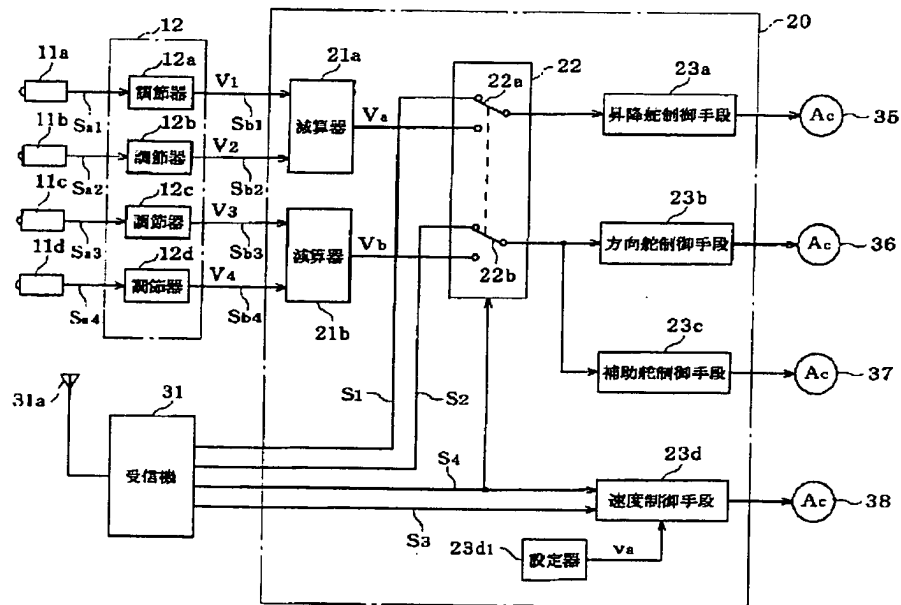 12
20
11a
12a
調節器
V1
Sa1
Sb1
21a
減算器
Va
22
22a
23a
昇降舵制御手段
Ac
35
11b
12b
調節器
V2
Sa2
Sb2
11c
12c
調節器
V3
Sa3
Sb3
減算器
Vb
21b
22b
23b
方向舵制御手段
Ac
36
11d
12d
調節器
V4
Sa4
Sb4
23c
補助舵制御手段
Ac
37
31a
31
受信機
S1
S2
S4
S3
23d
速度制御手段
Ac
38
23d1
設定器
va